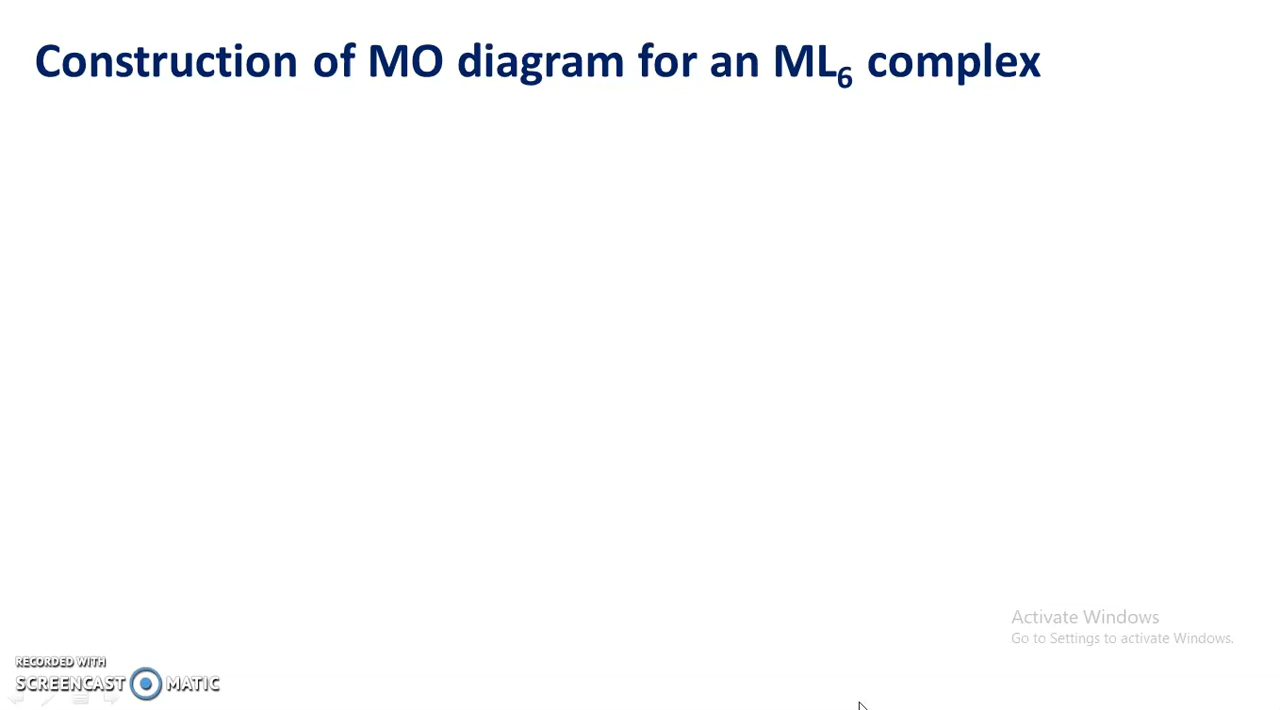 Construction of MO diagram for an ML₆ complex
Activate Windows
Go to Settings to activate Windows.
RECORDED WITH
SCREENCAST MATIC